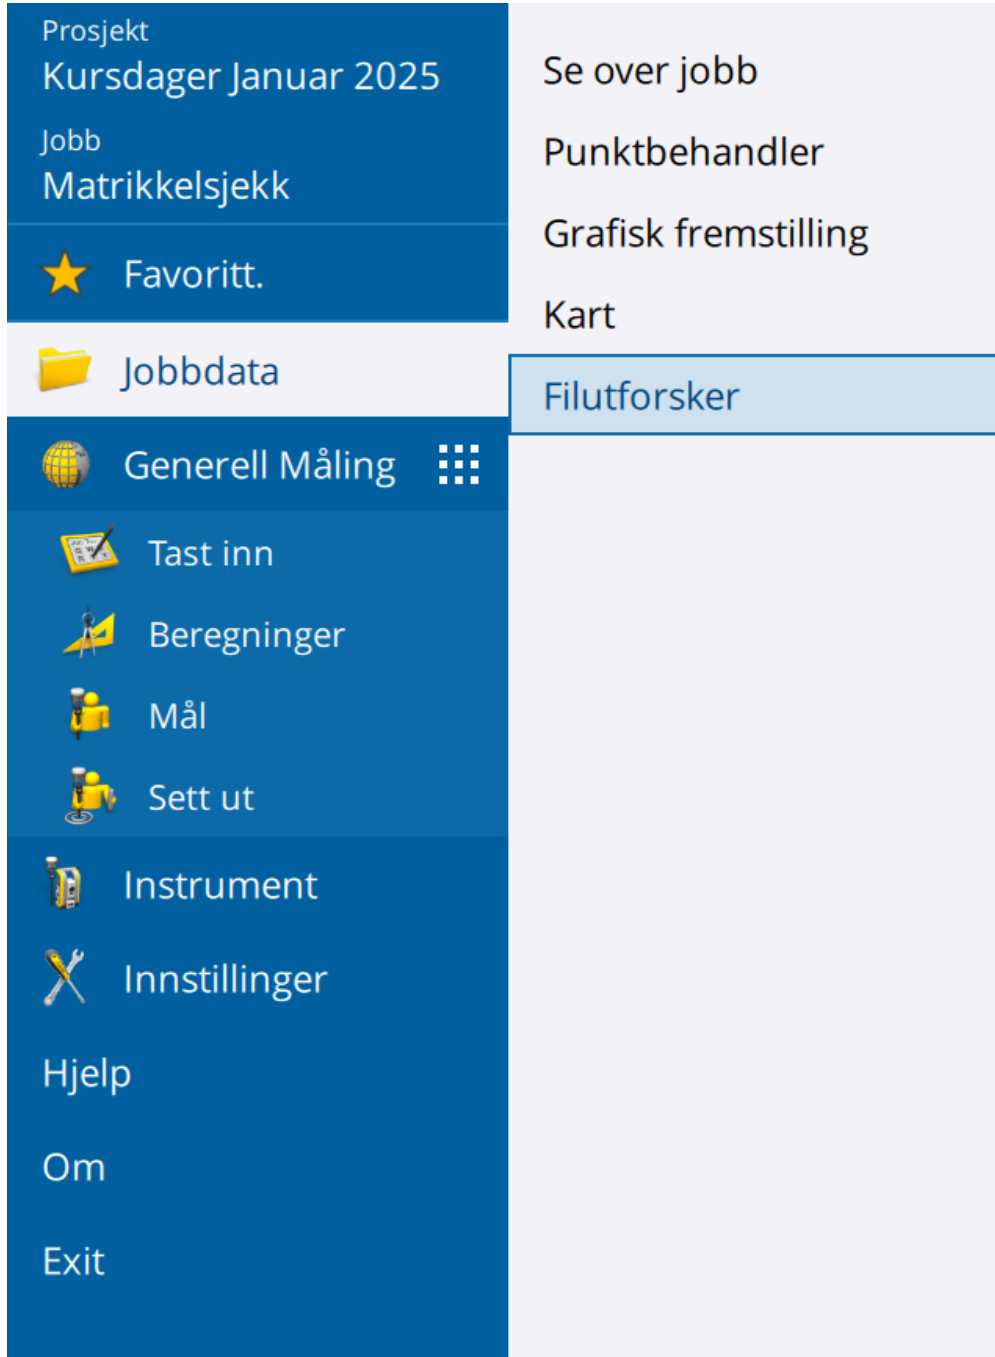 Prosjekt
Kursdager Januar 2025
Jobb
Matrikkelsjekk
Favoritt.
Jobbdata
Generell Måling
Tast inn
Beregninger
Mål
Sett ut
Instrument
Innstillinger
Hjelp
Om
Exit
Se over jobb
Punktbehandler
Grafisk fremstilling
Kart
Filutforsker